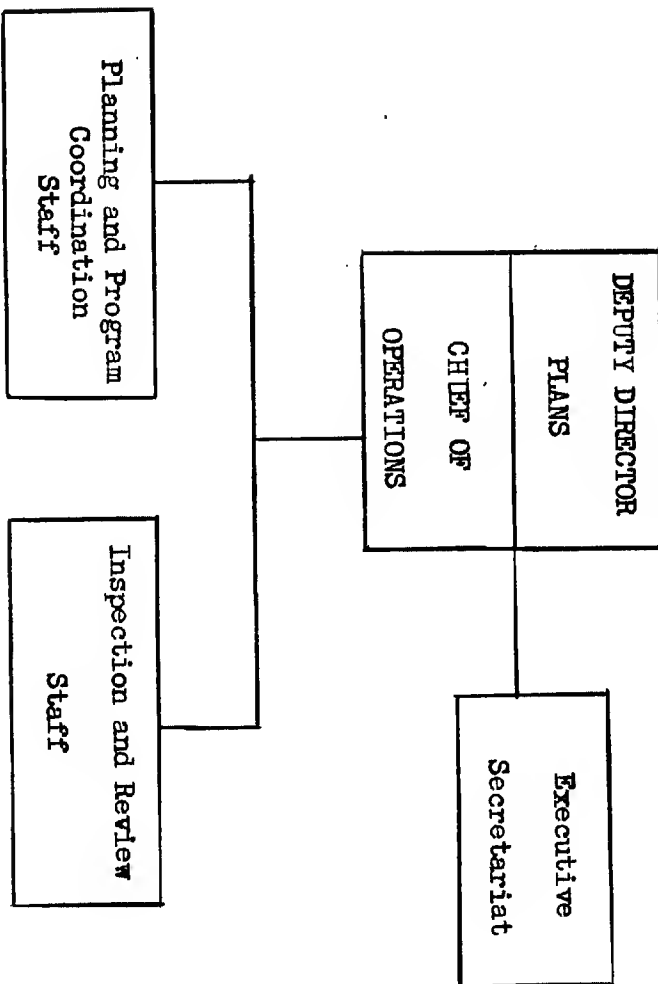 DEPUTY DIRECTOR
PLANS
CHIEF OF
OPERATIONS
Executive
Secretariat
Planning and Program
Coordination
Staff
Inspection and Review
Staff